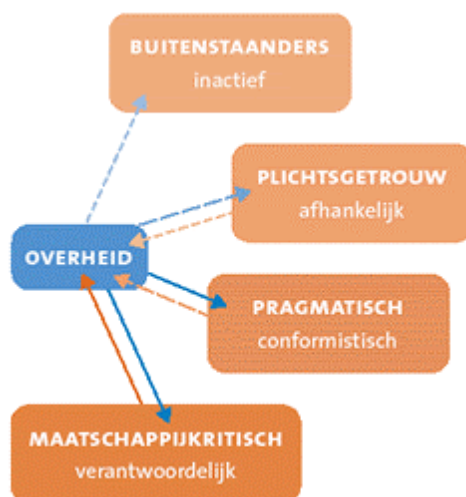 BUITENSTAANDERS
inactief
PLICHTSGETROUW
afhankelijk
OVERHEID
PRAGMATISCH
conformistisch
MAATSCHAPPIJKRITISCH
verantwoordelijk